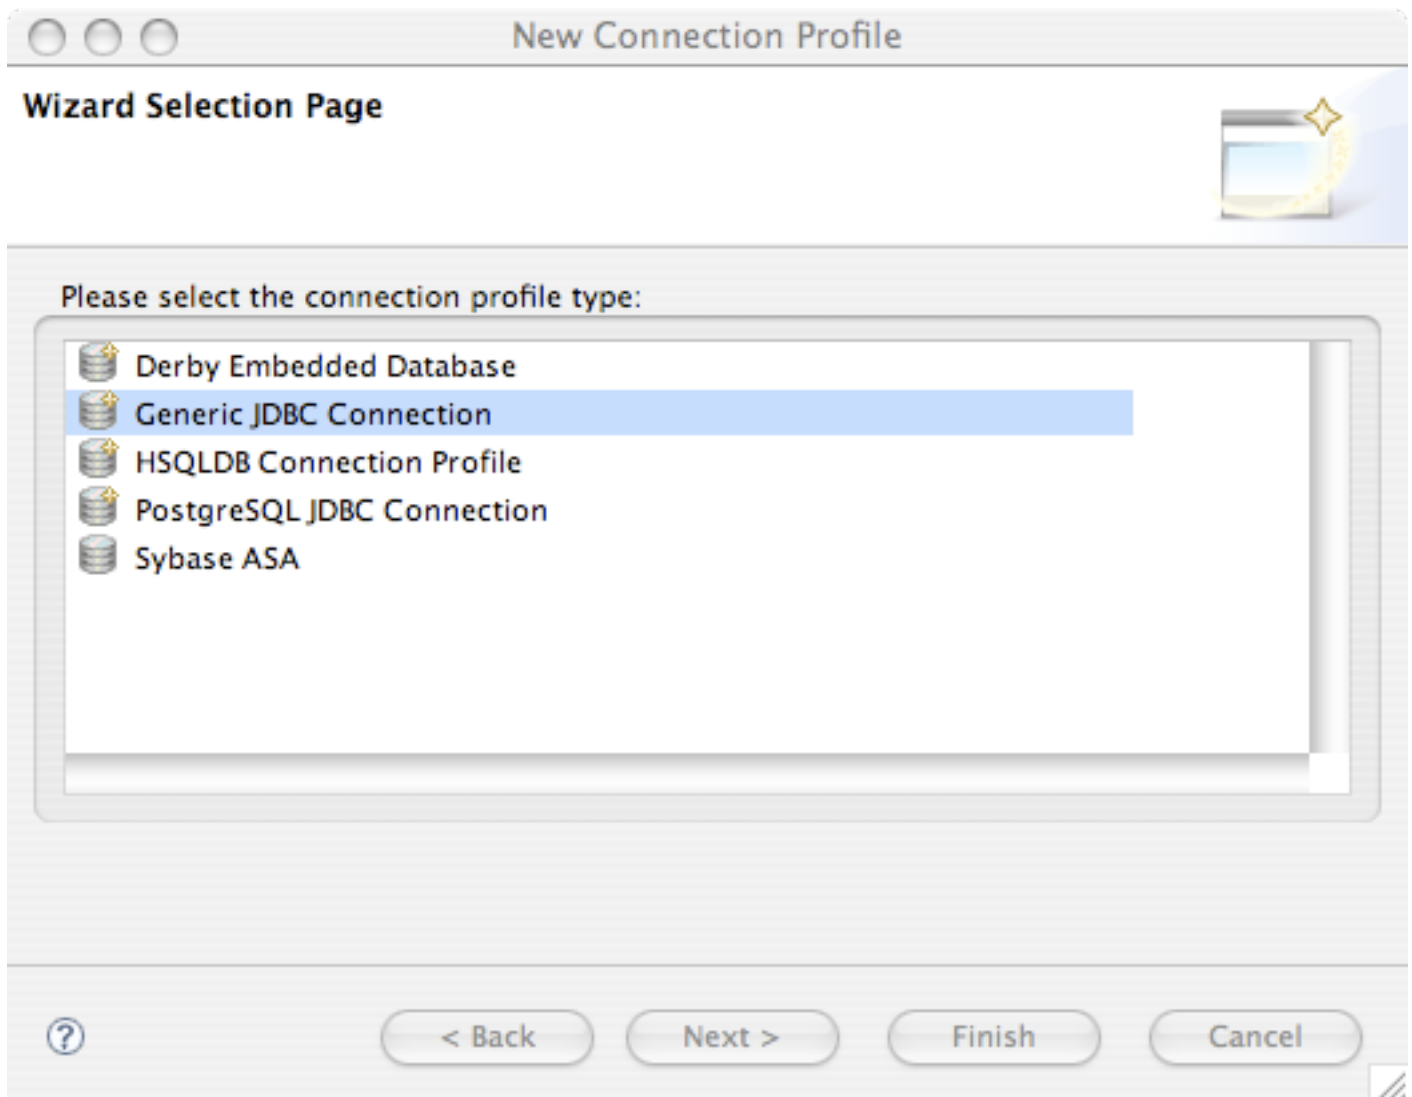 New Connection Profile
Wizard Selection Page
Please select the connection profile type:
Derby Embedded Database
Generic JDBC Connection
HSQLDB Connection Profile
PostgreSQL JDBC Connection
Sybase ASA
? < Back Next > Finish Cancel